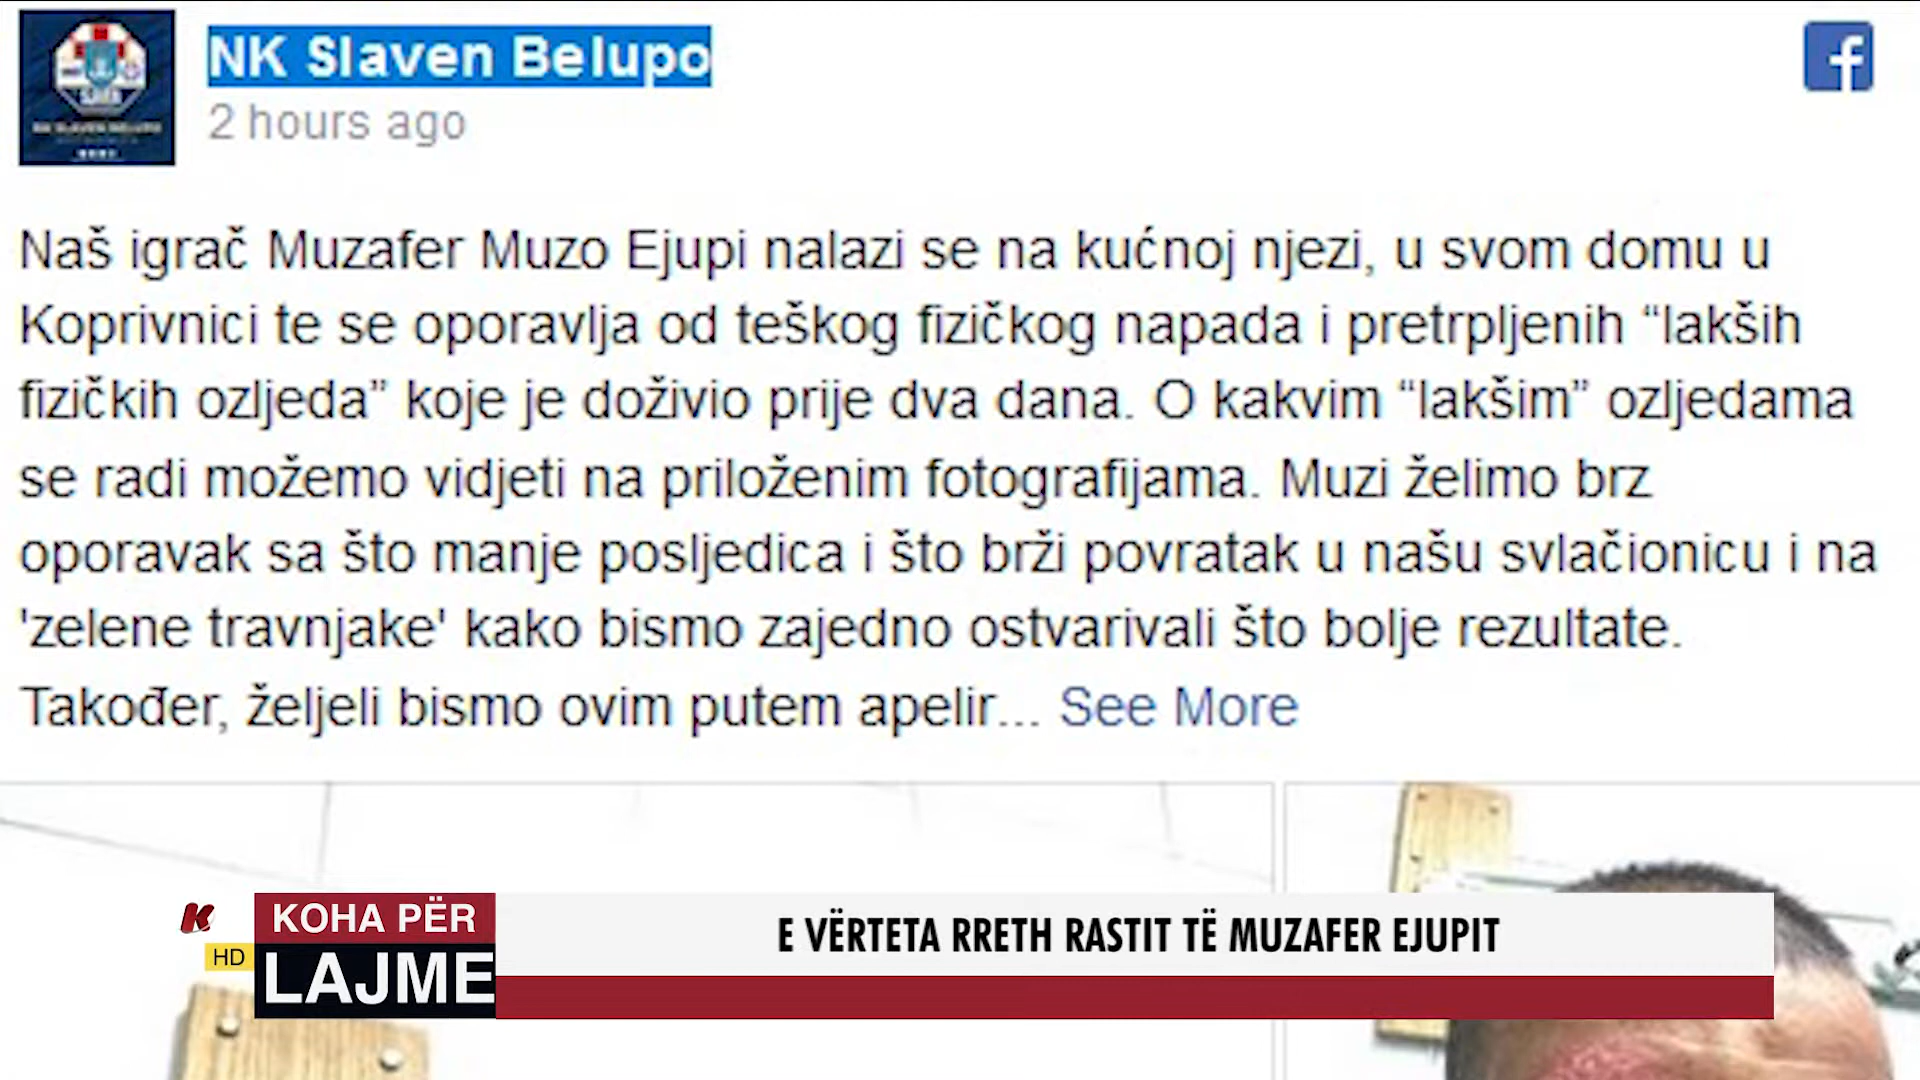 NK Slaven Belupo
2 hours ago
Naš igrač Muzafer Muzo Ejupi nalazi se na kućnoj njezi, u svom domu u
Koprivnici te se oporavlja od teškog fizičkog napada i pretrpljenih “lakših
fizičkih ozljeda” koje je doživio prije dva dana. O kakvim “lakšim” ozljedama
se radi možemo vidjeti na priloženim fotografijama. Muzi želimo brz
oporavak sa što manje posljedica i što brži povratak u našu svlačionicu i na
'zelene travnjake' kako bismo zajedno ostvarivali što bolje rezultate.
Također, željeli bismo ovim putem apelir... See More
K
HD
KOHA PËR
LAJME
E VËRTETA RRETH RASTIT TË MUZAFER EJUPIT